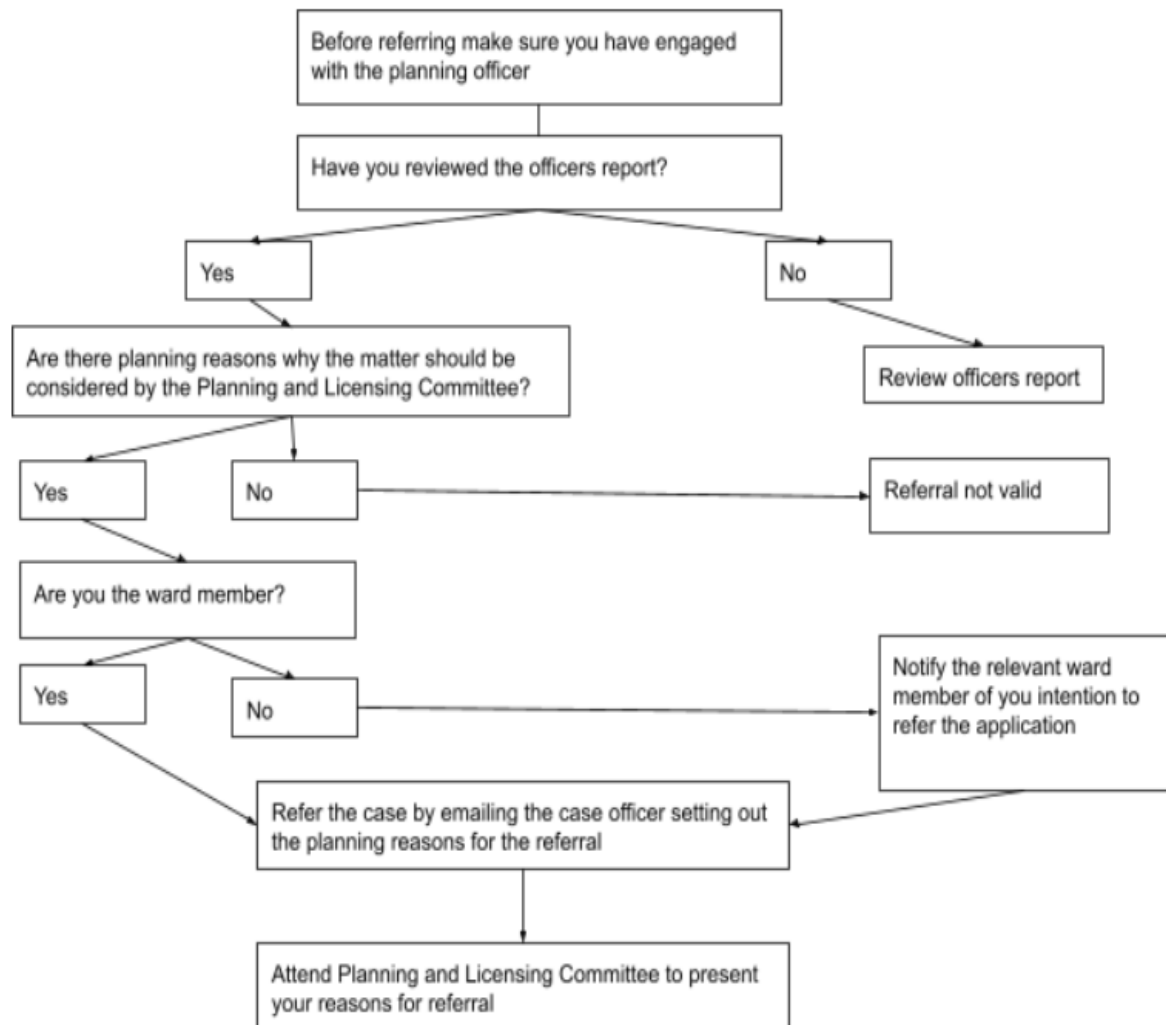 Before referring make sure you have engaged
with the planning officer
Have you reviewed the officers report?
Yes
No
Are there planning reasons why the matter should be
considered by the Planning and Licensing Committee?
Review officers report
Yes
No
Referral not valid
Are you the ward member?
Yes
No
Notify the relevant ward
member of you intention to
refer the application
Refer the case by emailing the case officer setting out
the planning reasons for the referral
Attend Planning and Licensing Committee to present
your reasons for referral